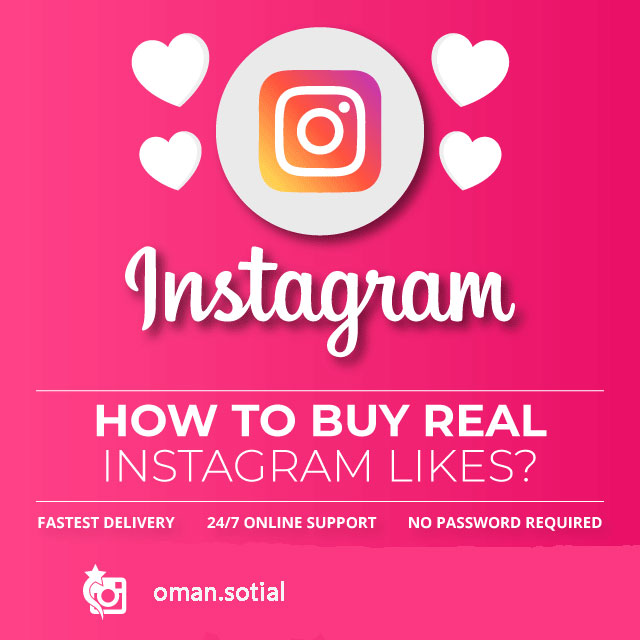 Instagram
HOW TO BUY REAL
INSTAGRAM LIKES?
FASTEST DELIVERY 24/7 ONLINE SUPPORT NO PASSWORD REQUIRED
oman.sotial